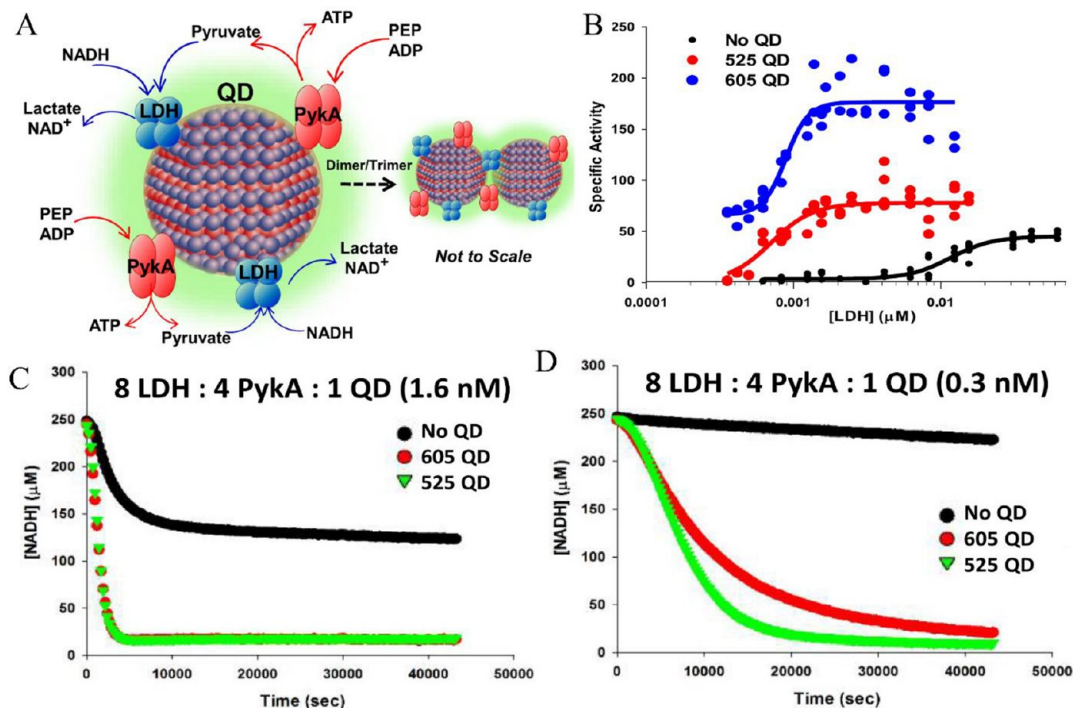 A
ATP
PEP
ADP
Pyruvate
NADH
QD
LDH
PykA
Lactate
NAD+
Dimer/Trimer
PEP
ADP
Not to Scale
Lactate
NAD+
PykA
LDH
ATP
Pyruvate
NADH
B
No QD
525 QD
605 QD
Specific Activity
250
200
150
100
50
0
0.0001
0.001
0.01
[LDH] (μM)
C
8 LDH : 4 PykA : 1 QD (1.6 nM)
No QD
605 QD
525 QD
[NADH] (μM)
300
250
200
150
100
50
0
0
10000
20000
30000
40000
50000
Time (sec)
D
8 LDH : 4 PykA : 1 QD (0.3 nM)
No QD
605 QD
525 QD
[NADH] (μM)
300
250
200
150
100
50
0
0
10000
20000
30000
40000
50000
Time (sec)